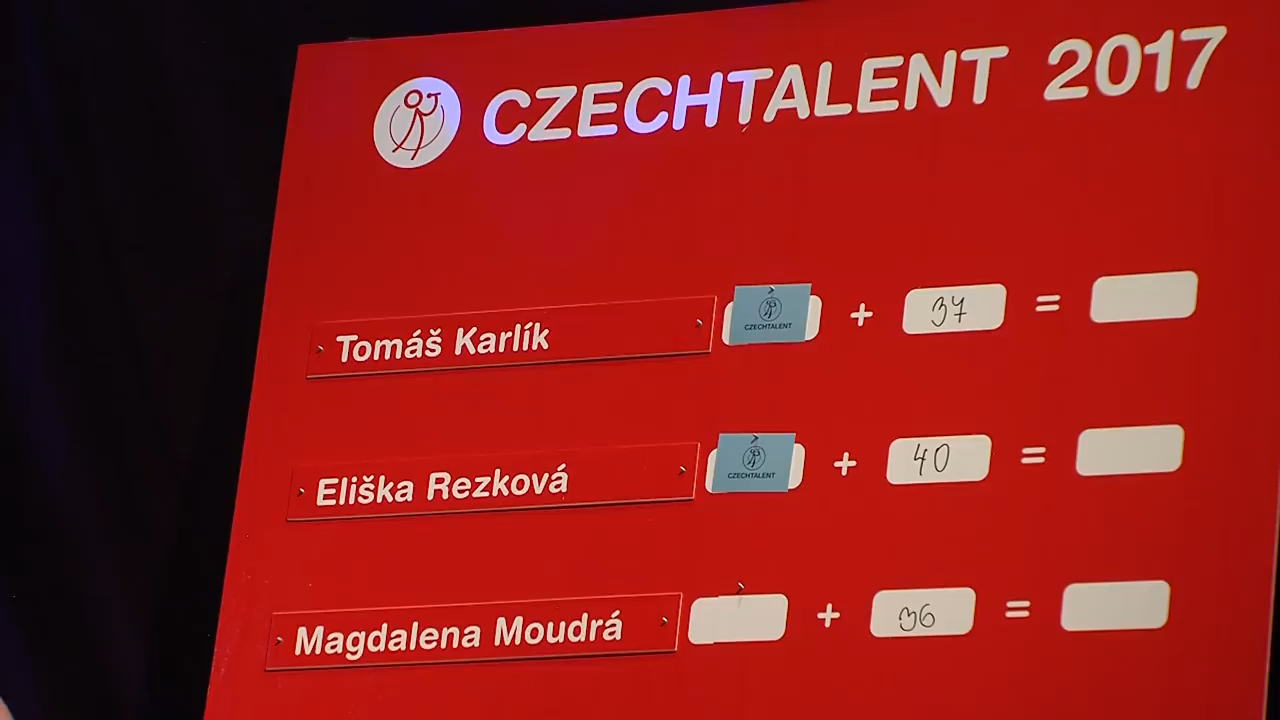 CZECHTALENT 2017
Tomáš Karlík CZECHTALENT + 37 =
Eliška Rezková CZECHTALENT + 40 =
Magdalena Moudrá + 36 =